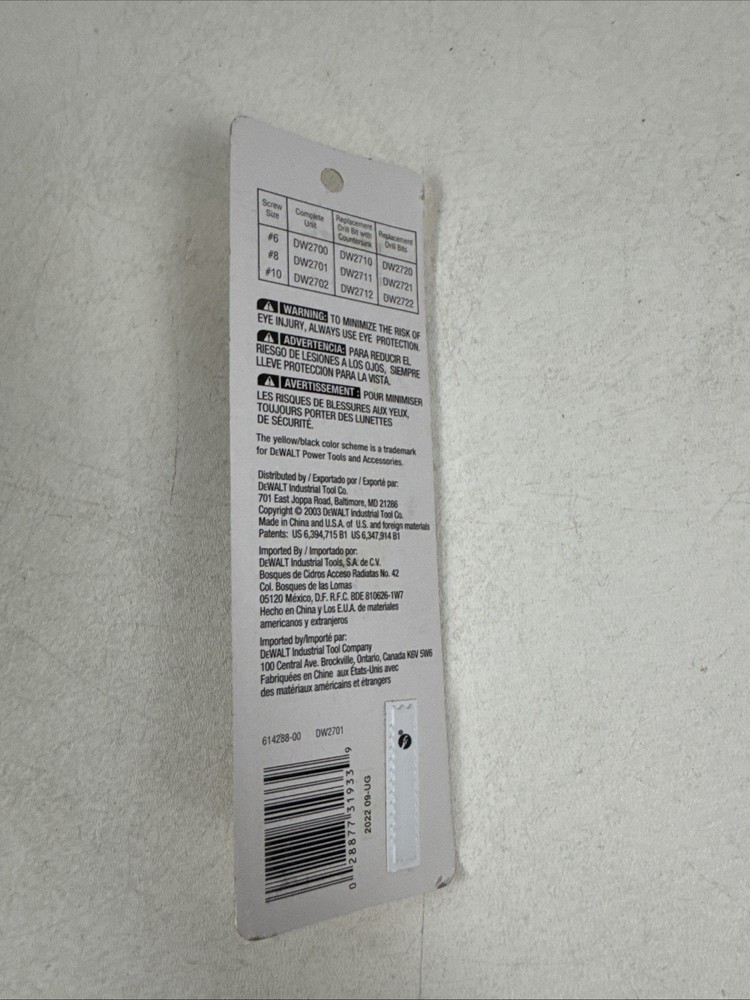 Screw Size Complete Unit Replacement Drill Bit with Countersink Replacement Drill Bits
#6 DW2700 DW2710 DW2720
#8 DW2701 DW2711 DW2721
#10 DW2702 DW2712 DW2722
WARNING: TO MINIMIZE THE RISK OF
EYE INJURY, ALWAYS USE EYE PROTECTION.
ADVERTENCIA: PARA REDUCIR EL
RIESGO DE LESIONES A LOS OJOS, SIEMPRE
LLEVE PROTECCION PARA LA VISTA.
AVERTISSEMENT : POUR MINIMISER
LES RISQUES DE BLESSURES AUX YEUX,
TOUJOURS PORTER DES LUNETTES
DE SÉCURITÉ.
The yellow/black color scheme is a trademark
for DEWALT Power Tools and Accessories.
Distributed by / Exportado por / Exporté par:
DEWALT Industrial Tool Co.
701 East Joppa Road, Baltimore, MD 21286
Copyright © 2003 DEWALT Industrial Tool Co.
Made in China and U.S.A. of U.S. and foreign materials
Patents: US 6,394,715 B1 US 6,347,914 B1
Imported By / Importado por:
DEWALT Industrial Tools, S.A. de C.V.
Bosques de Cidros Acceso Radiatas No. 42
Col. Bosques de las Lomas
05120 México, D.F. R.F.C. BDE 810626-1W7
Hecho en China y Los E.U.A. de materiales
americanos y extranjeros
Imported by/Importé par:
DEWALT Industrial Tool Company
100 Central Ave. Brockville, Ontario, Canada K6V 5W6
Fabriquées en Chine aux États-Unis avec
des matériaux américains et étrangers
614288-00 DW2701
0 28877 31933 9
2022 09-UG